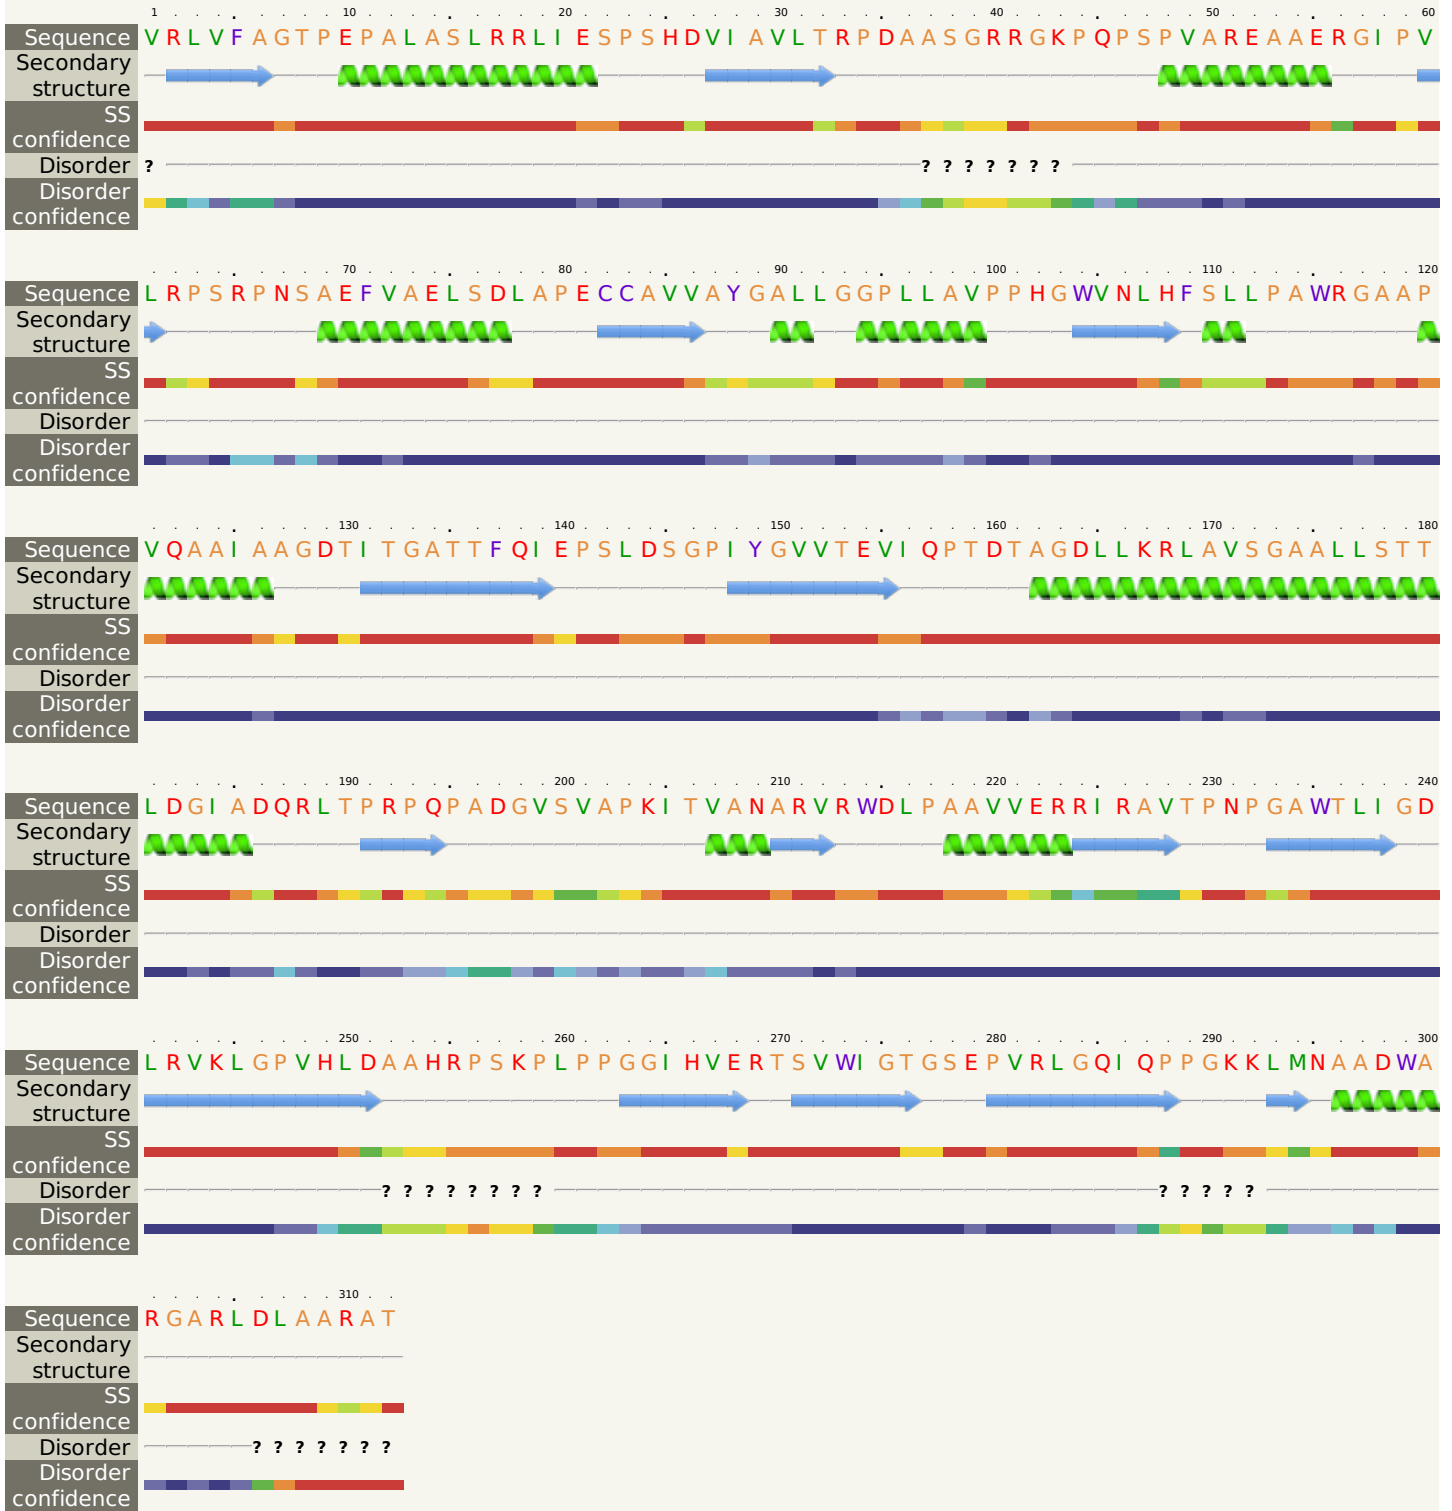 1 10 20 30 40 50 60
Sequence V R L V F A G T P E P A L A S L R R L I E S P S H D V I A V L T R P D A A S G R R G K P Q P S P V A R E A A E R G I P V
Secondary
structure
SS
confidence
Disorder ? ? ? ? ? ? ? ?
Disorder
confidence
70 80 90 100 110 120
Sequence L R P S R P N S A E F V A E L S D L A P E C C A V V A Y G A L L G G P L L A V P P H G W V N L H F S L L P A W R G A A P
Secondary
structure
SS
confidence
Disorder
Disorder
confidence
130 140 150 160 170 180
Sequence V Q A A I A A G D T I T G A T T F Q I E P S L D S G P I Y G V V T E V I Q P T D T A G D L L K R L A V S G A A L L S T T
Secondary
structure
SS
confidence
Disorder
Disorder
confidence
190 200 210 220 230 240
Sequence L D G I A D Q R L T P R P Q P A D G V S V A P K I T V A N A R V R W D L P A A V V E R R I R A V T P N P G A W T L I G D
Secondary
structure
SS
confidence
Disorder
Disorder
confidence
250 260 270 280 290 300
Sequence L R V K L G P V H L D A A H R P S K P L P P G G I H V E R T S V W I G T G S E P V R L G Q I Q P P G K K L M N A A D W A
Secondary
structure
SS
confidence
Disorder ? ? ? ? ? ? ? ? ? ? ? ? ?
Disorder
confidence
310
Sequence R G A R L D L A A R A T
Secondary
structure
SS
confidence
Disorder ? ? ? ? ? ? ?
Disorder
confidence